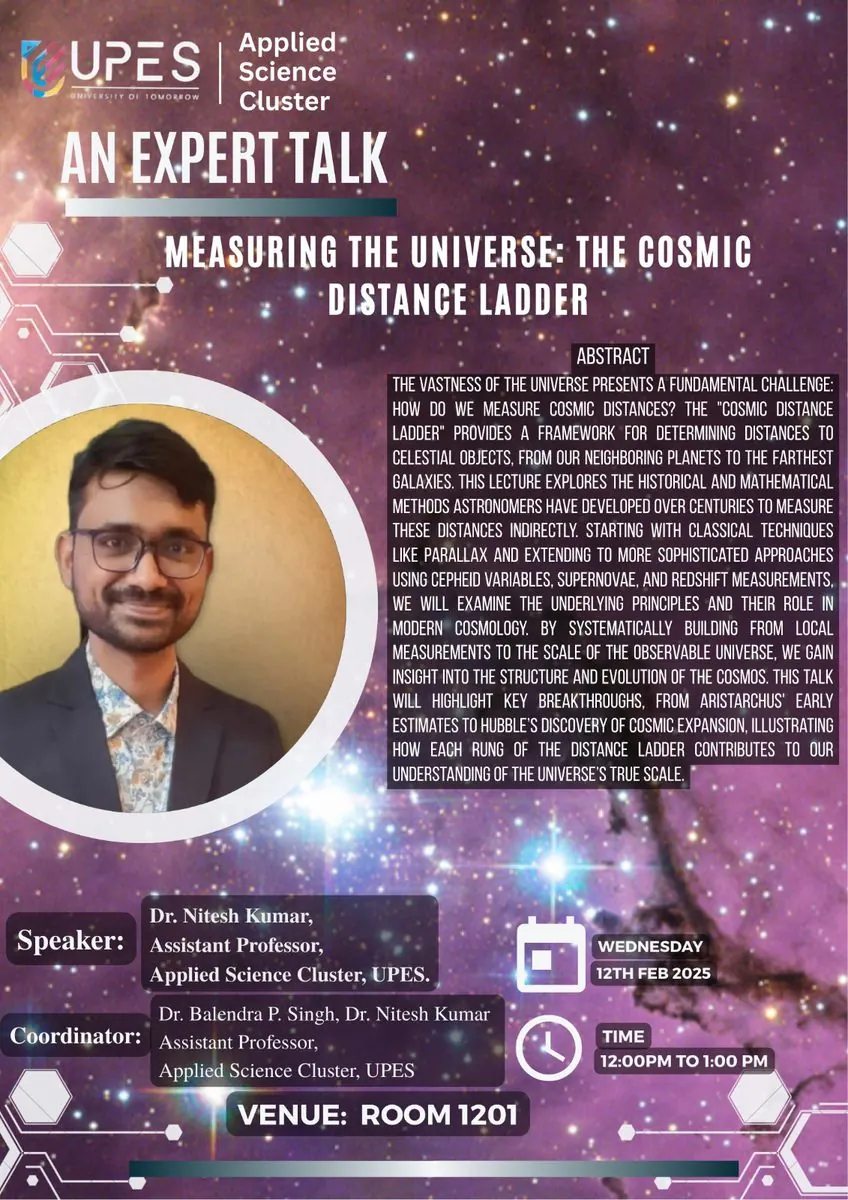 UPES
UNIVERSITY OF TOMORROW
Applied
Science
Cluster
AN EXPERT TALK
MEASURING THE UNIVERSE: THE COSMIC
DISTANCE LADDER
ABSTRACT
THE VASTNESS OF THE UNIVERSE PRESENTS A FUNDAMENTAL CHALLENGE:
HOW DO WE MEASURE COSMIC DISTANCES? THE "COSMIC DISTANCE
LADDER" PROVIDES A FRAMEWORK FOR DETERMINING DISTANCES TO
CELESTIAL OBJECTS, FROM OUR NEIGHBORING PLANETS TO THE FARTHEST
GALAXIES. THIS LECTURE EXPLORES THE HISTORICAL AND MATHEMATICAL
METHODS ASTRONOMERS HAVE DEVELOPED OVER CENTURIES TO MEASURE
THESE DISTANCES INDIRECTLY. STARTING WITH CLASSICAL TECHNIQUES
LIKE PARALLAX AND EXTENDING TO MORE SOPHISTICATED APPROACHES
USING CEPHEID VARIABLES, SUPERNOVAE, AND REDSHIFT MEASUREMENTS,
WE WILL EXAMINE THE UNDERLYING PRINCIPLES AND THEIR ROLE IN
MODERN COSMOLOGY. BY SYSTEMATICALLY BUILDING FROM LOCAL
MEASUREMENTS TO THE SCALE OF THE OBSERVABLE UNIVERSE, WE GAIN
INSIGHT INTO THE STRUCTURE AND EVOLUTION OF THE COSMOS. THIS TALK
WILL HIGHLIGHT KEY BREAKTHROUGHS, FROM ARISTARCHUS' EARLY
ESTIMATES TO HUBBLE'S DISCOVERY OF COSMIC EXPANSION, ILLUSTRATING
HOW EACH RUNG OF THE DISTANCE LADDER CONTRIBUTES TO OUR
UNDERSTANDING OF THE UNIVERSE'S TRUE SCALE.
Speaker:
Dr. Nitesh Kumar,
Assistant Professor,
Applied Science Cluster, UPES.
WEDNESDAY
12TH FEB 2025
Coordinator:
Dr. Balendra P. Singh, Dr. Nitesh Kumar
Assistant Professor,
Applied Science Cluster, UPES
TIME
12:00PM TO 1:00 PM
VENUE: ROOM 1201